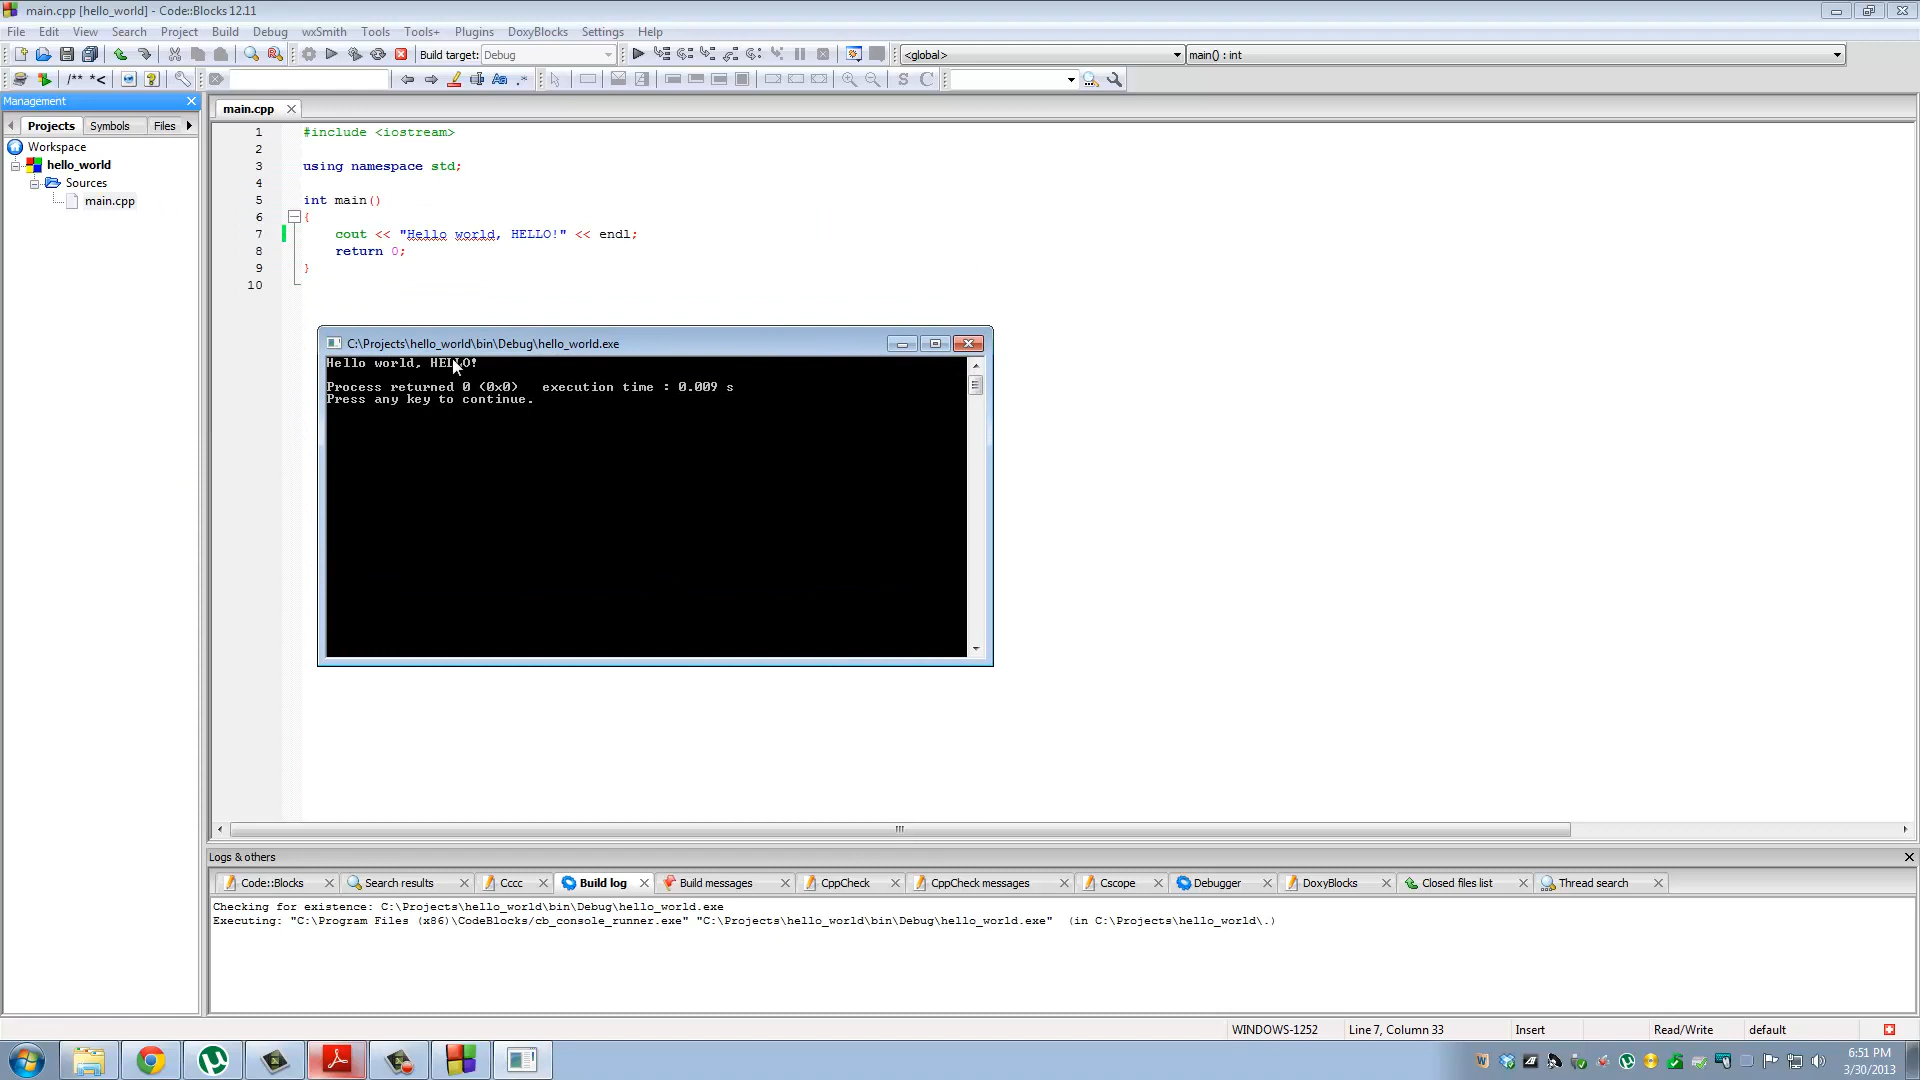 main.cpp [hello_world] - Code::Blocks 12.11
File Edit View Search Project Build Debug wxSmith Tools Tools+ Plugins DoxyBlocks Settings Help
Build target: Debug <global> main() : int
/** *<
Management
Projects Symbols Files
Workspace
hello_world
Sources
main.cpp
main.cpp
1 #include <iostream>
2
3 using namespace std;
4
5 int main()
6 {
7 cout << "Hello world, HELLO!" << endl;
8 return 0;
9 }
10
C:\Projects\hello_world\bin\Debug\hello_world.exe
Hello world, HELLO!
Process returned 0 (0x0)   execution time : 0.009 s
Press any key to continue.
Logs & others
Code::Blocks Search results Cccc Build log Build messages CppCheck CppCheck messages Cscope Debugger DoxyBlocks Closed files list Thread search
Checking for existence: C:\Projects\hello_world\bin\Debug\hello_world.exe
Executing: "C:\Program Files (x86)\CodeBlocks/cb_console_runner.exe" "C:\Projects\hello_world\bin\Debug\hello_world.exe"  (in C:\Projects\hello_world\.)
WINDOWS-1252 Line 7, Column 33 Insert Read/Write default
6:51 PM
3/30/2013